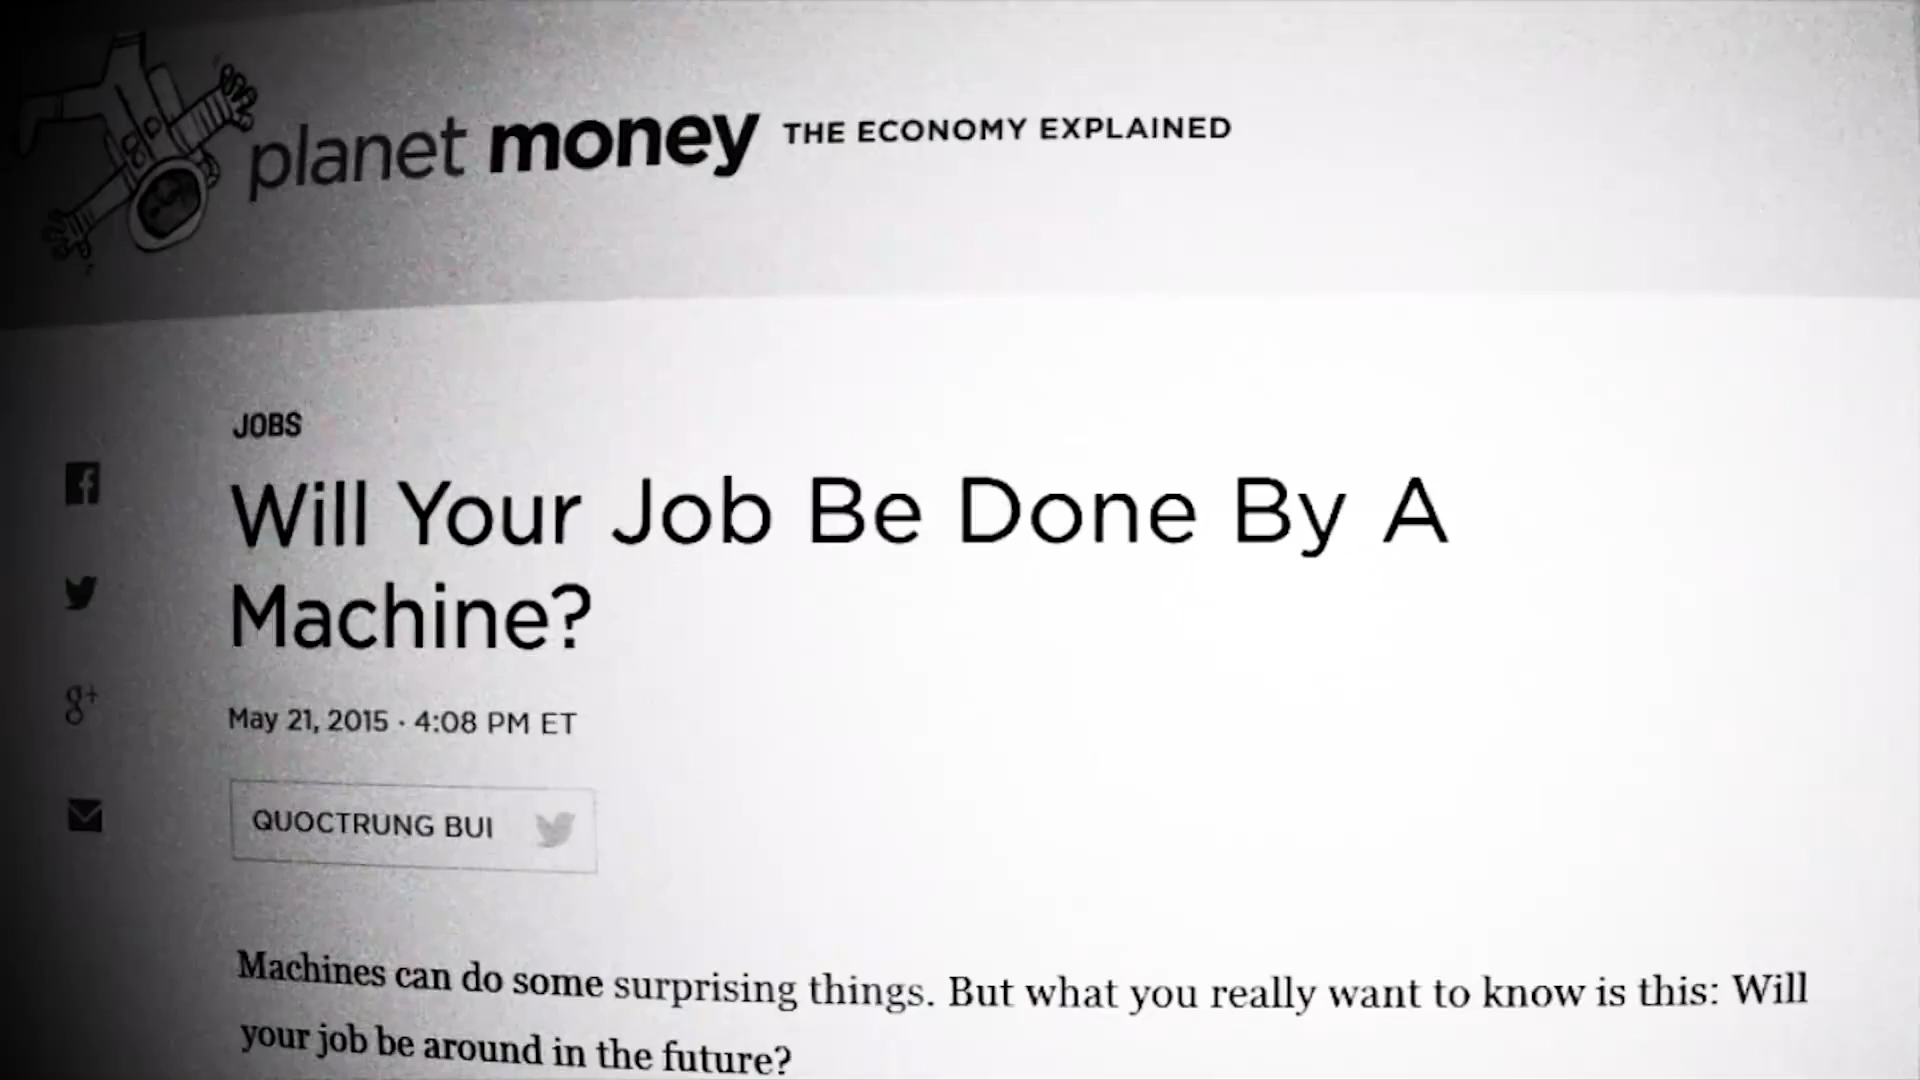 planet money THE ECONOMY EXPLAINED
JOBS
Will Your Job Be Done By A
Machine?
May 21, 2015 · 4:08 PM ET
QUOCTRUNG BUI
Machines can do some surprising things. But what you really want to know is this: Will
your job be around in the future?